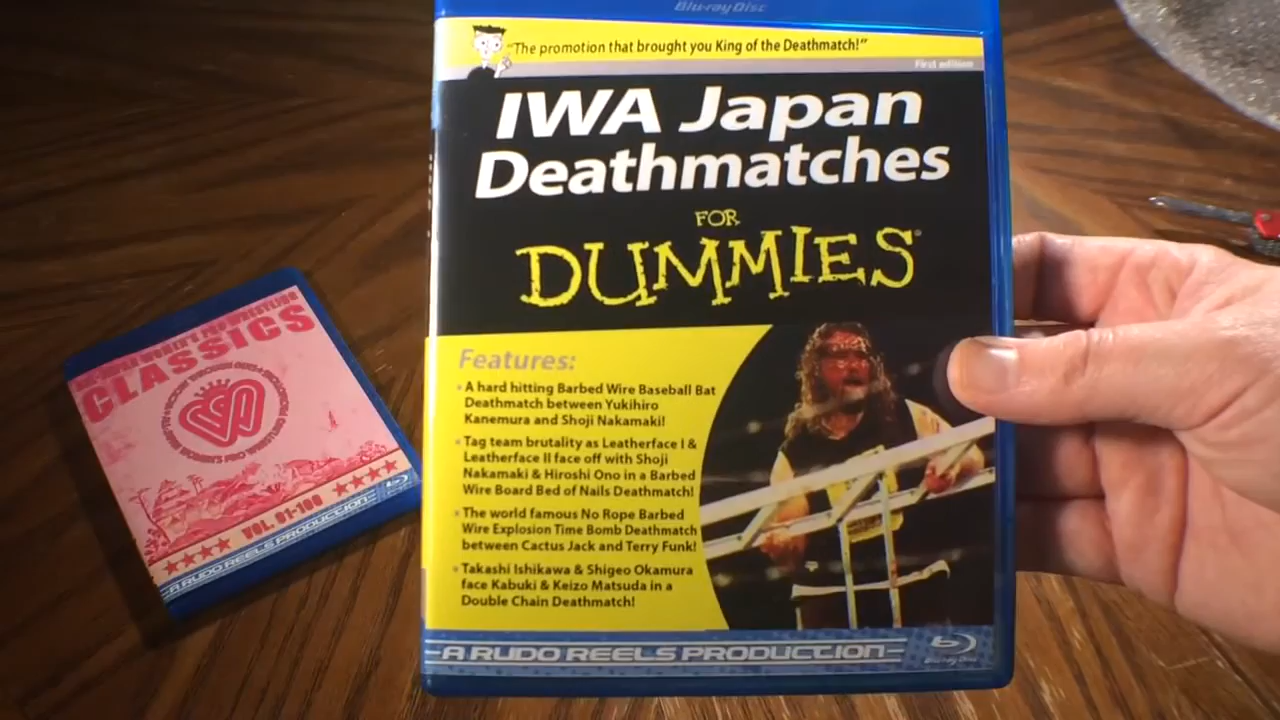 Blu-ray Disc
"The promotion that brought you King of the Deathmatch!"
First edition
IWA Japan
Deathmatches
FOR
DUMMIES®
Features:
• A hard hitting Barbed Wire Baseball Bat
Deathmatch between Yukihiro
Kanemura and Shoji Nakamaki!
• Tag team brutality as Leatherface I &
Leatherface II face off with Shoji
Nakamaki & Hiroshi Ono in a Barbed
Wire Board Bed of Nails Deathmatch!
• The world famous No Rope Barbed
Wire Explosion Time Bomb Deathmatch
between Cactus Jack and Terry Funk!
• Takashi Ishikawa & Shigeo Okamura
face Kabuki & Keizo Matsuda in a
Double Chain Deathmatch!
A RUDO REELS PRODUCTION
Blu-ray Disc
CLASSICS
VOL. 91-100
A RUDO REELS PRODUCTION